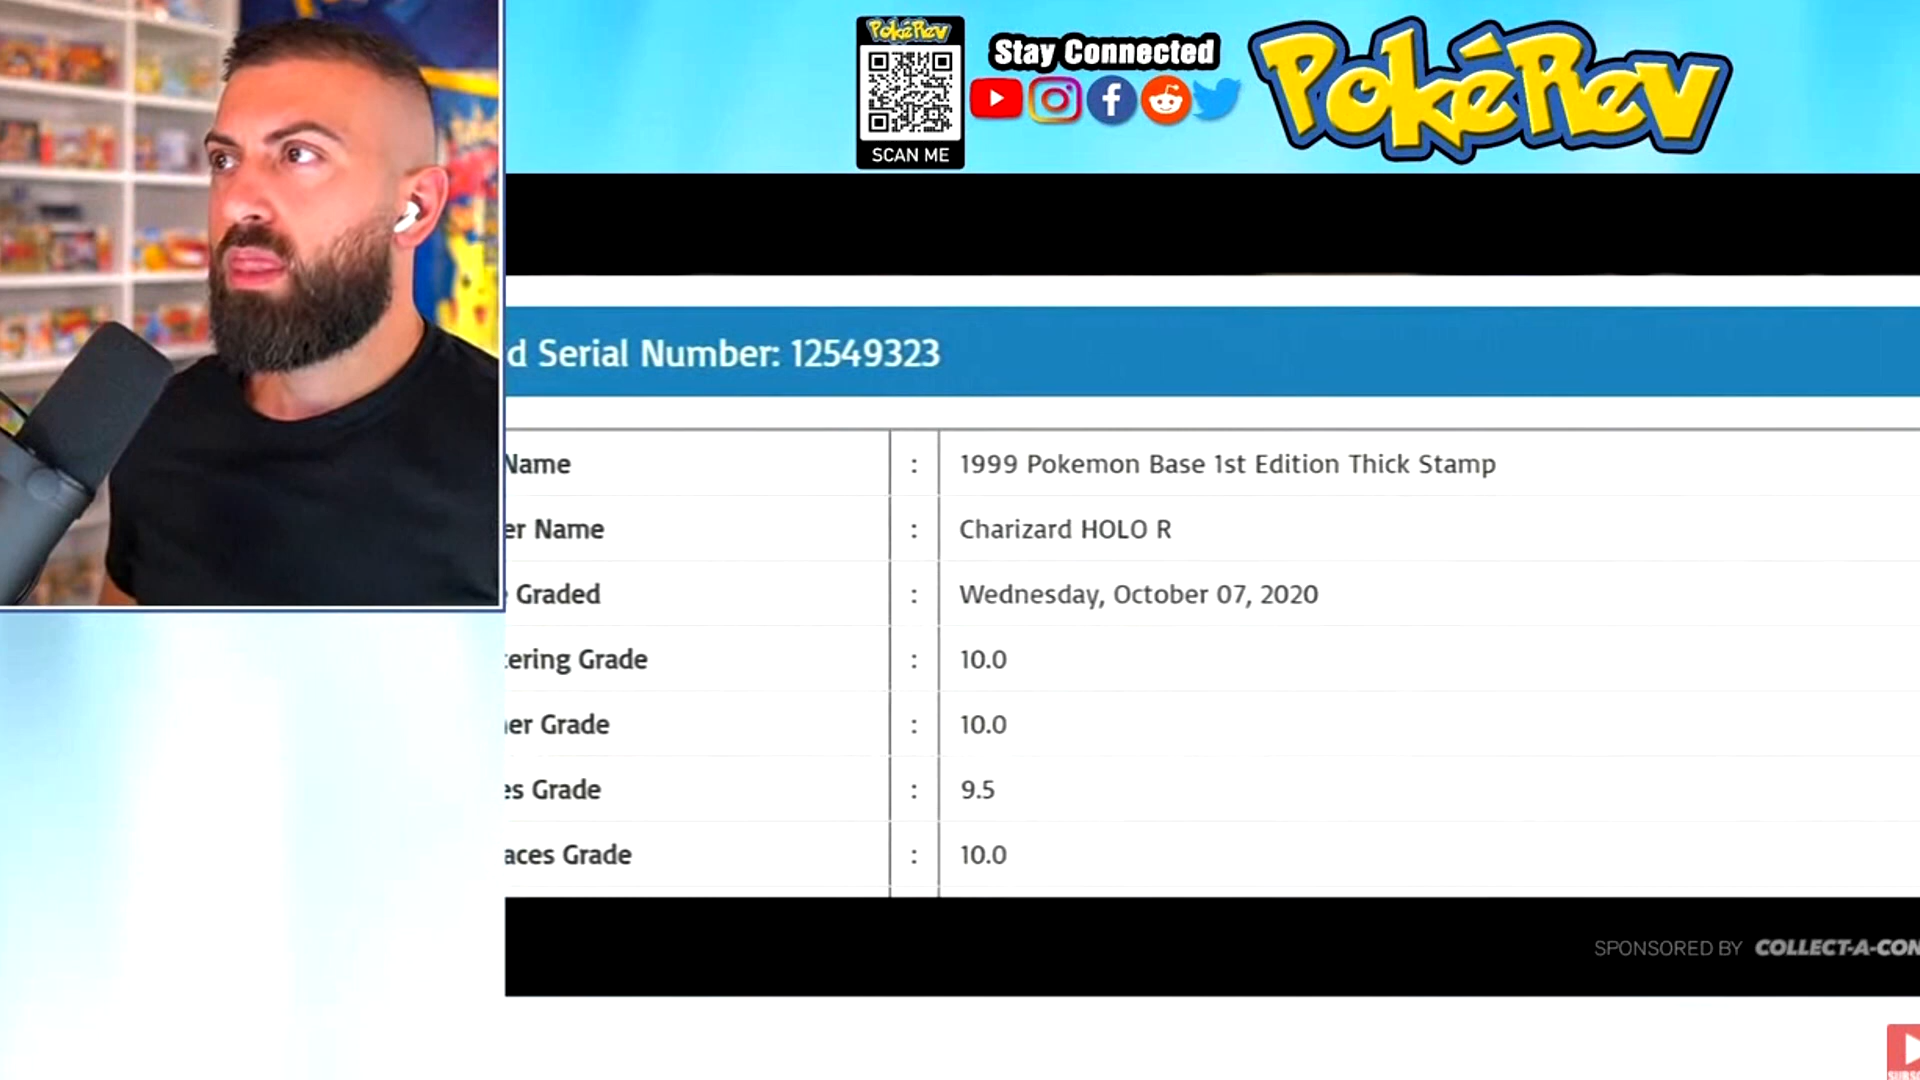 PokéRev
SCAN ME
Stay Connected
PokéRev
d Serial Number: 12549323
Name : 1999 Pokemon Base 1st Edition Thick Stamp
er Name : Charizard HOLO R
Graded : Wednesday, October 07, 2020
tering Grade : 10.0
ner Grade : 10.0
es Grade : 9.5
aces Grade : 10.0
SPONSORED BY COLLECT-A-CON